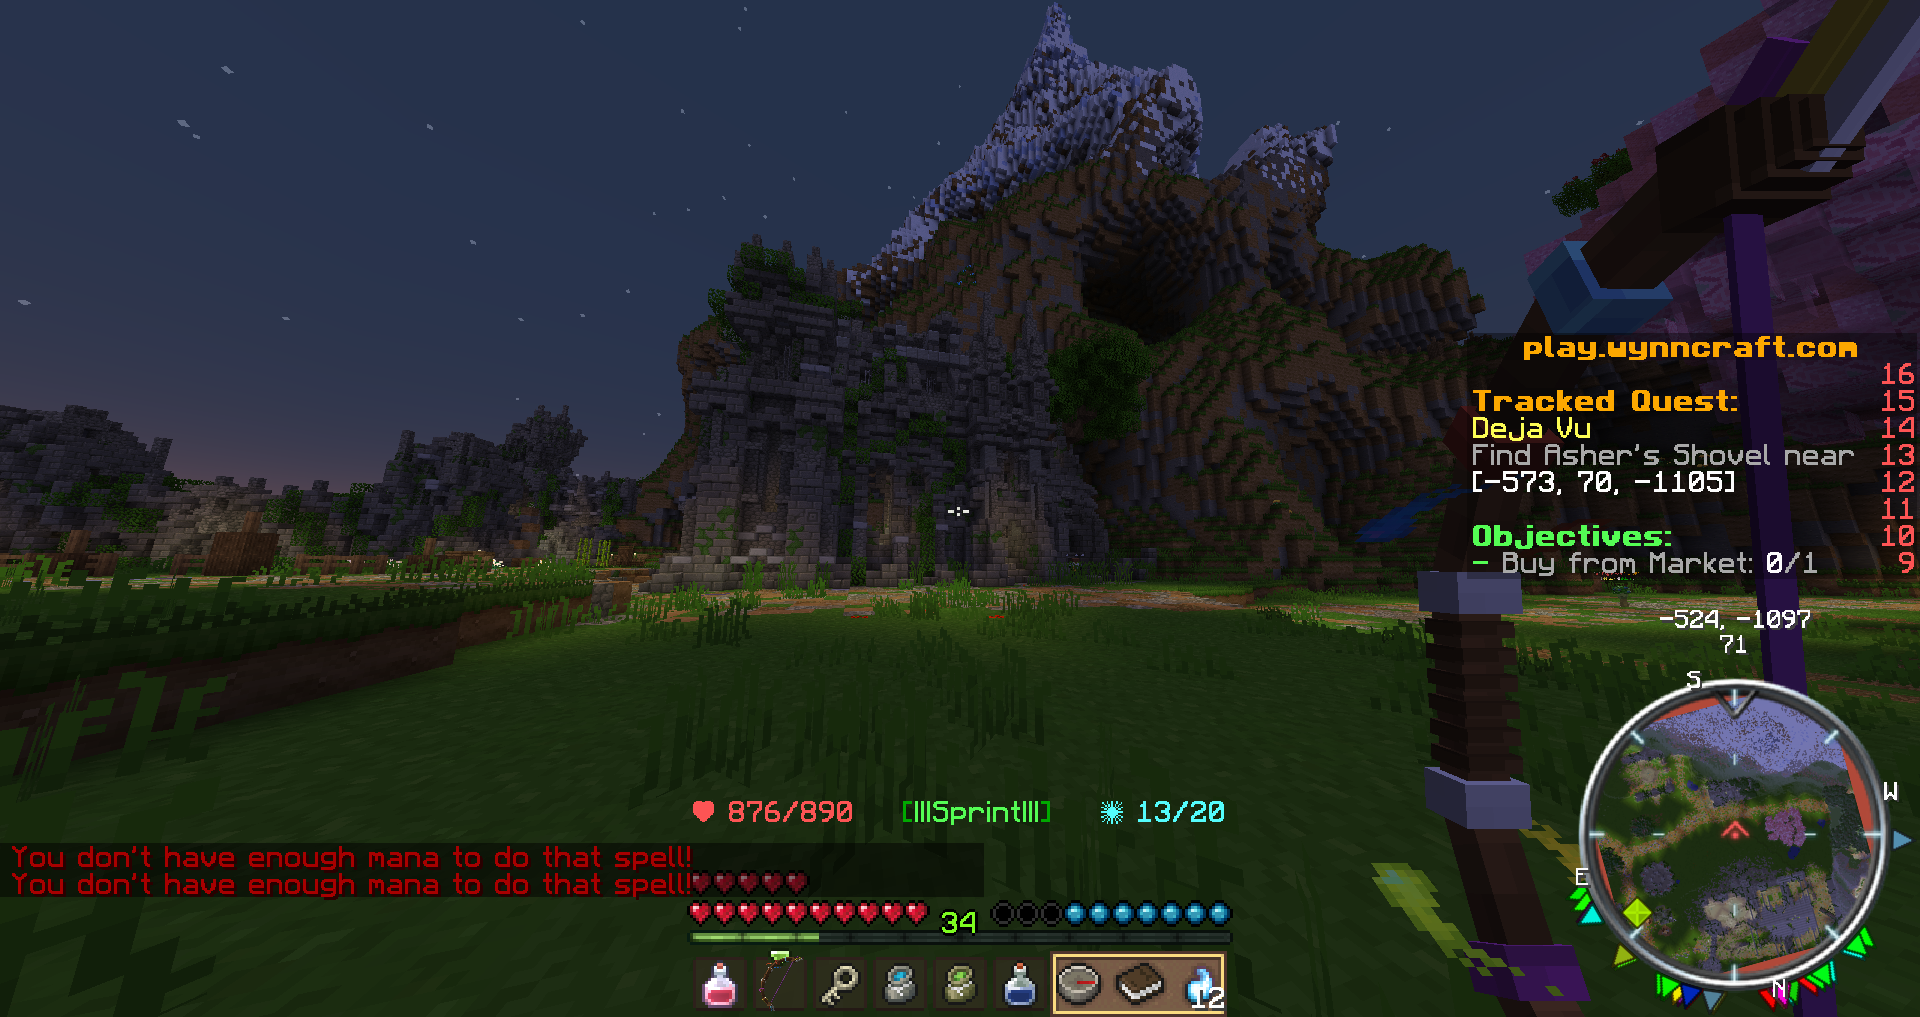 play.wynncraft.com
16
Tracked Quest: 15
Deja Vu 14
Find Asher's Shovel near 13
[-573, 70, -1105] 12
11
Objectives: 10
- Buy from Market: 0/1 9
-524, -1097
71
S
W
E
N
876/890 [|||Sprint|||] 13/20
You don't have enough mana to do that spell!
You don't have enough mana to do that spell!
34
12